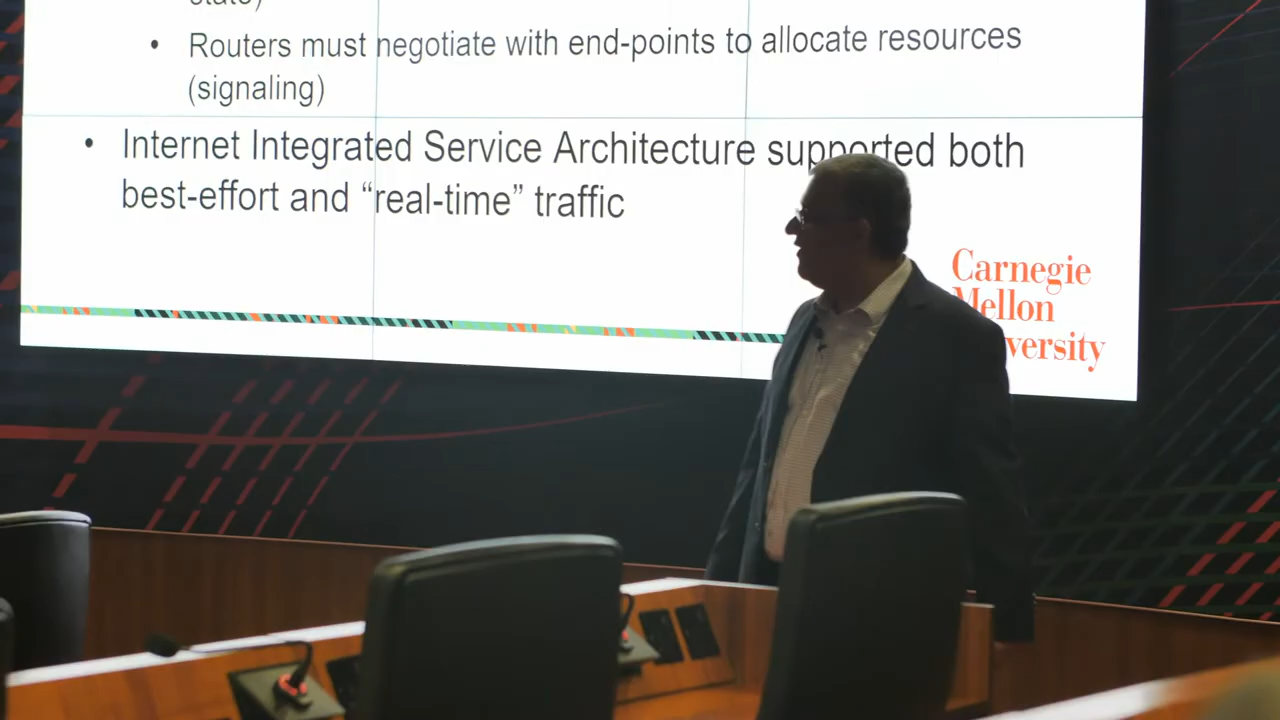 state)
• Routers must negotiate with end-points to allocate resources
(signaling)
• Internet Integrated Service Architecture supported both
best-effort and “real-time” traffic
Carnegie
Mellon